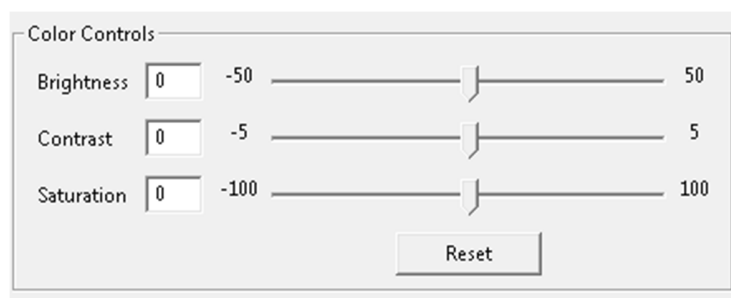 Color Controls
Brightness 0 -50 50
Contrast 0 -5 5
Saturation 0 -100 100
Reset